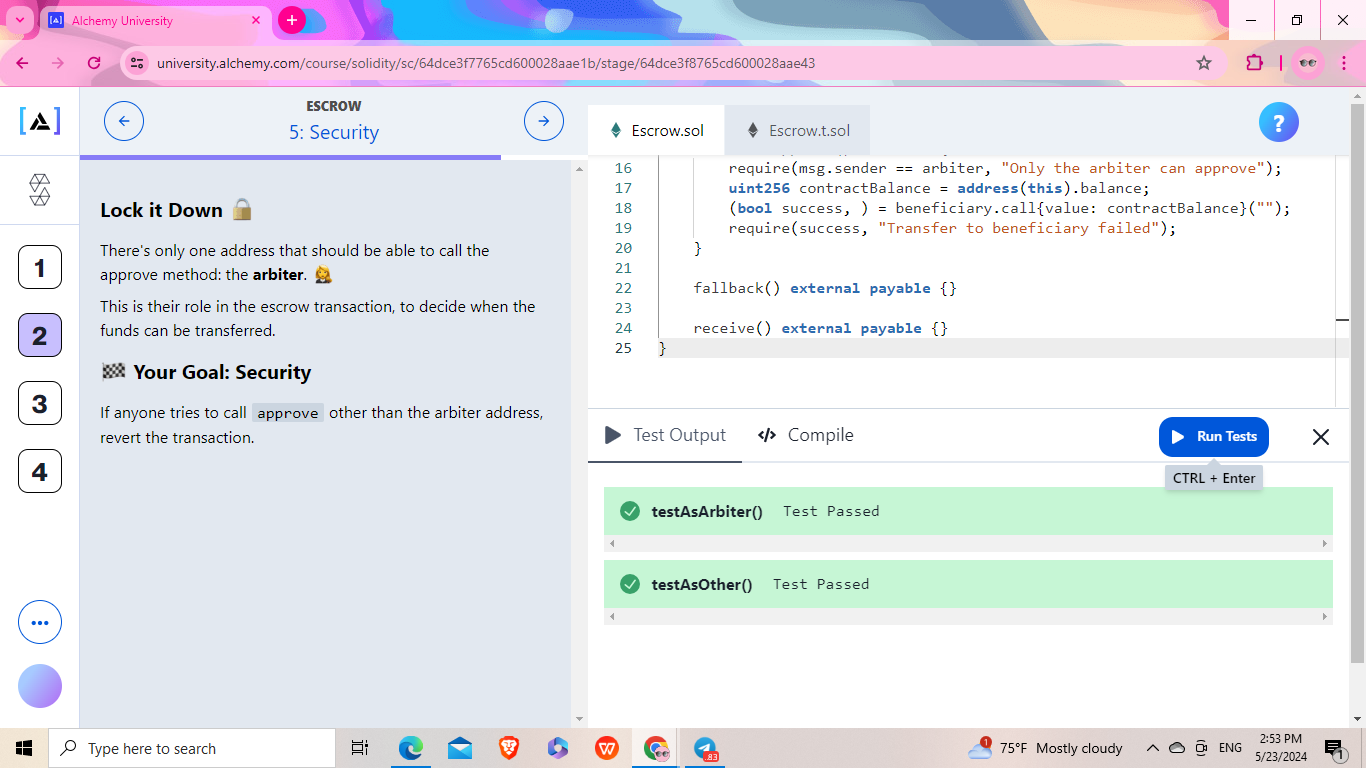 Alchemy University
university.alchemy.com/course/solidity/sc/64dce3f7765cd600028aae1b/stage/64dce3f8765cd600028aae43
ESCROW
5: Security
1
2
3
4
Lock it Down
There's only one address that should be able to call the
approve method: the arbiter.
This is their role in the escrow transaction, to decide when the
funds can be transferred.
Your Goal: Security
If anyone tries to call approve other than the arbiter address,
revert the transaction.
Escrow.sol
Escrow.t.sol
?
16 require(msg.sender == arbiter, "Only the arbiter can approve");
17 uint256 contractBalance = address(this).balance;
18 (bool success, ) = beneficiary.call{value: contractBalance}("");
19 require(success, "Transfer to beneficiary failed");
20 }
21
22 fallback() external payable {}
23
24 receive() external payable {}
25 }
Test Output
Compile
Run Tests
CTRL + Enter
testAsArbiter() Test Passed
testAsOther() Test Passed
Type here to search
83
1
75°F Mostly cloudy
ENG
2:53 PM
5/23/2024
1